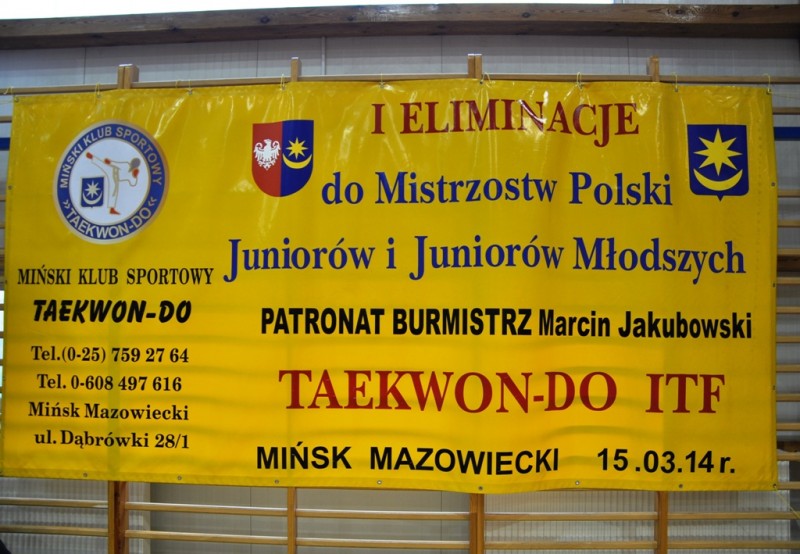 MIŃSKI KLUB SPORTOWY
»TAEKWON-DO«
MIŃSKI KLUB SPORTOWY
TAEKWON-DO
Tel.(0-25) 759 27 64
Tel. 0-608 497 616
Mińsk Mazowiecki
ul. Dąbrówki 28/1
I ELIMINACJE
do Mistrzostw Polski
Juniorów i Juniorów Młodszych
PATRONAT BURMISTRZ Marcin Jakubowski
TAEKWON-DO ITF
MIŃSK MAZOWIECKI 15.03.14r.